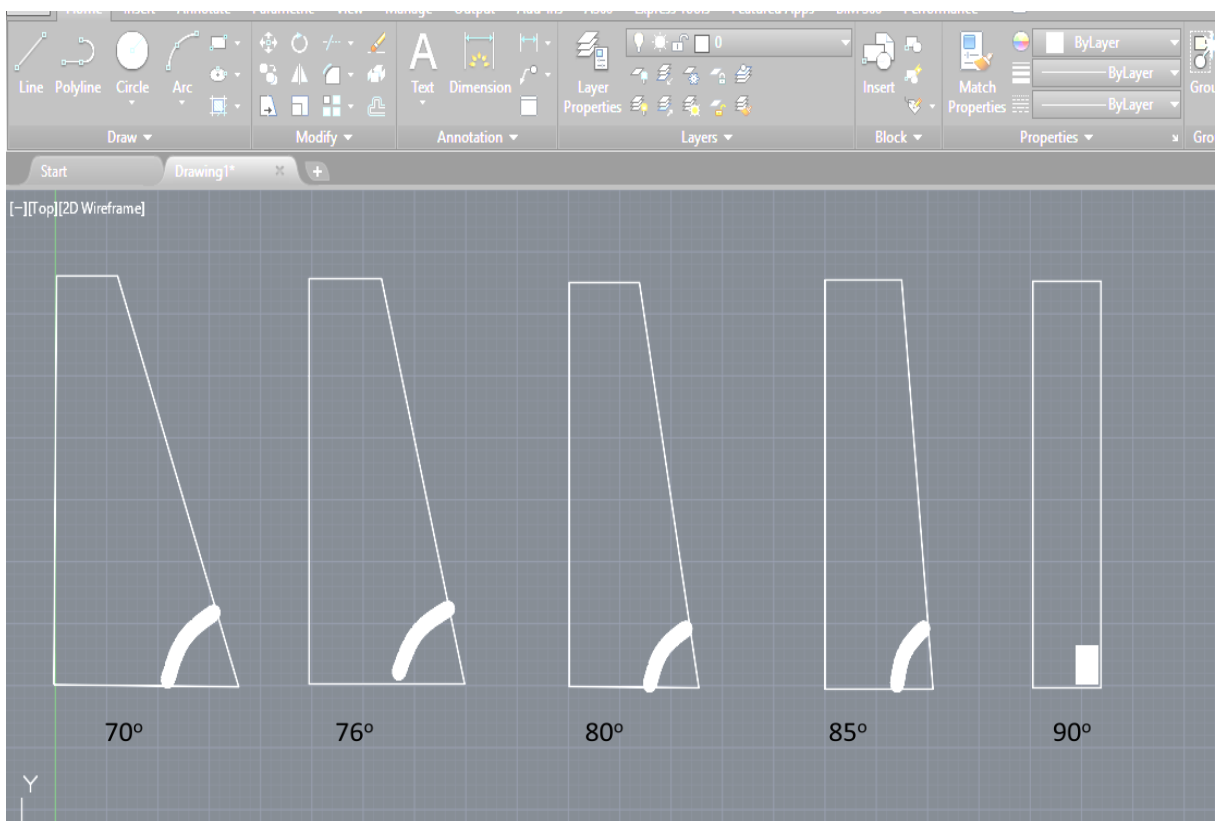 Line Polyline Circle Arc
Text Dimension
Layer
Properties
0
Insert
Match
Properties
ByLayer
ByLayer
ByLayer
Draw Modify Annotation Layers Block Properties
Start Drawing1*
[−][Top][2D Wireframe]
70º 76º 80º 85º 90º
Y